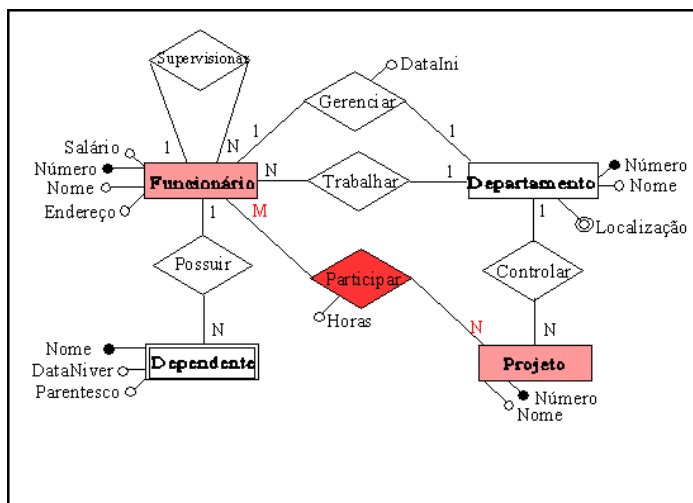 Supervisionar
DataIni
Gerenciar
1
1
1
N
Salário
Número
Nome
Endereço
Funcionário
N
Trabalhar
1
Departamento
Número
Nome
Localização
1
M
1
Possuir
Participar
Controlar
Horas
N
N
N
Nome
DataNiver
Parentesco
Dependente
Projeto
Número
Nome